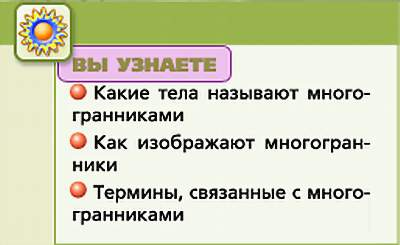 ВЫ УЗНАЕТЕ
Какие тела называют много-
гранниками
Как изображают многогран-
ники
Термины, связанные с много-
гранниками